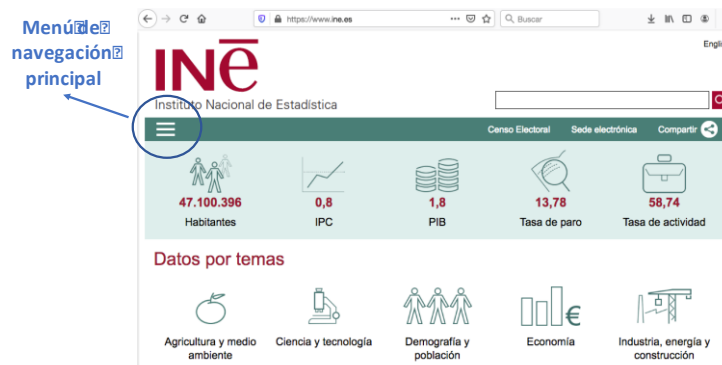 Menú de
navegación
principal
https://www.ine.es
Buscar
Engli
INe
Instituto Nacional de Estadística
Censo Electoral Sede electrónica Compartir
47.100.396 0,8 1,8 13,78 58,74
Habitantes IPC PIB Tasa de paro Tasa de actividad
Datos por temas
€
Agricultura y medio Ciencia y tecnología Demografía y Economía Industria, energía y
ambiente población construcción